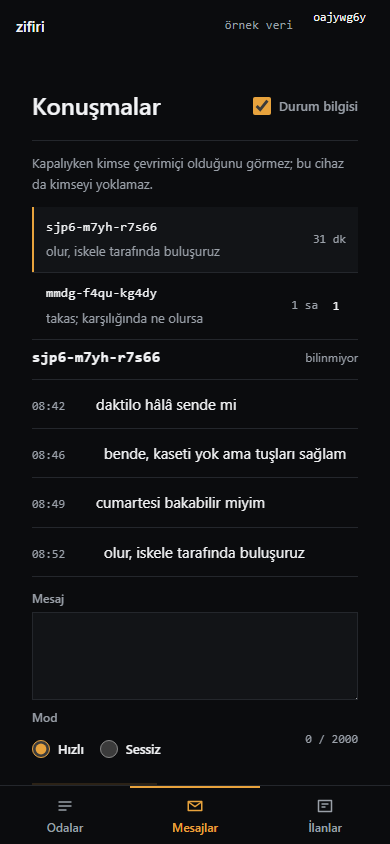 zifiri
örnek veri
oajywg6y
Konuşmalar
Durum bilgisi
Kapalıyken kimse çevrimiçi olduğunu görmez; bu cihaz
da kimseyi yoklamaz.
sjp6-m7yh-r7s66
olur, iskele tarafında buluşuruz
31 dk
mmdg-f4qu-kg4dy
takas; karşılığında ne olursa
1 sa 1
sjp6-m7yh-r7s66
bilinmiyor
08:42 daktilo hâlâ sende mi
08:46 bende, kaseti yok ama tuşları sağlam
08:49 cumartesi bakabilir miyim
08:52 olur, iskele tarafında buluşuruz
Mesaj
Mod
Hızlı Sessiz
0 / 2000
Odalar Mesajlar İlanlar